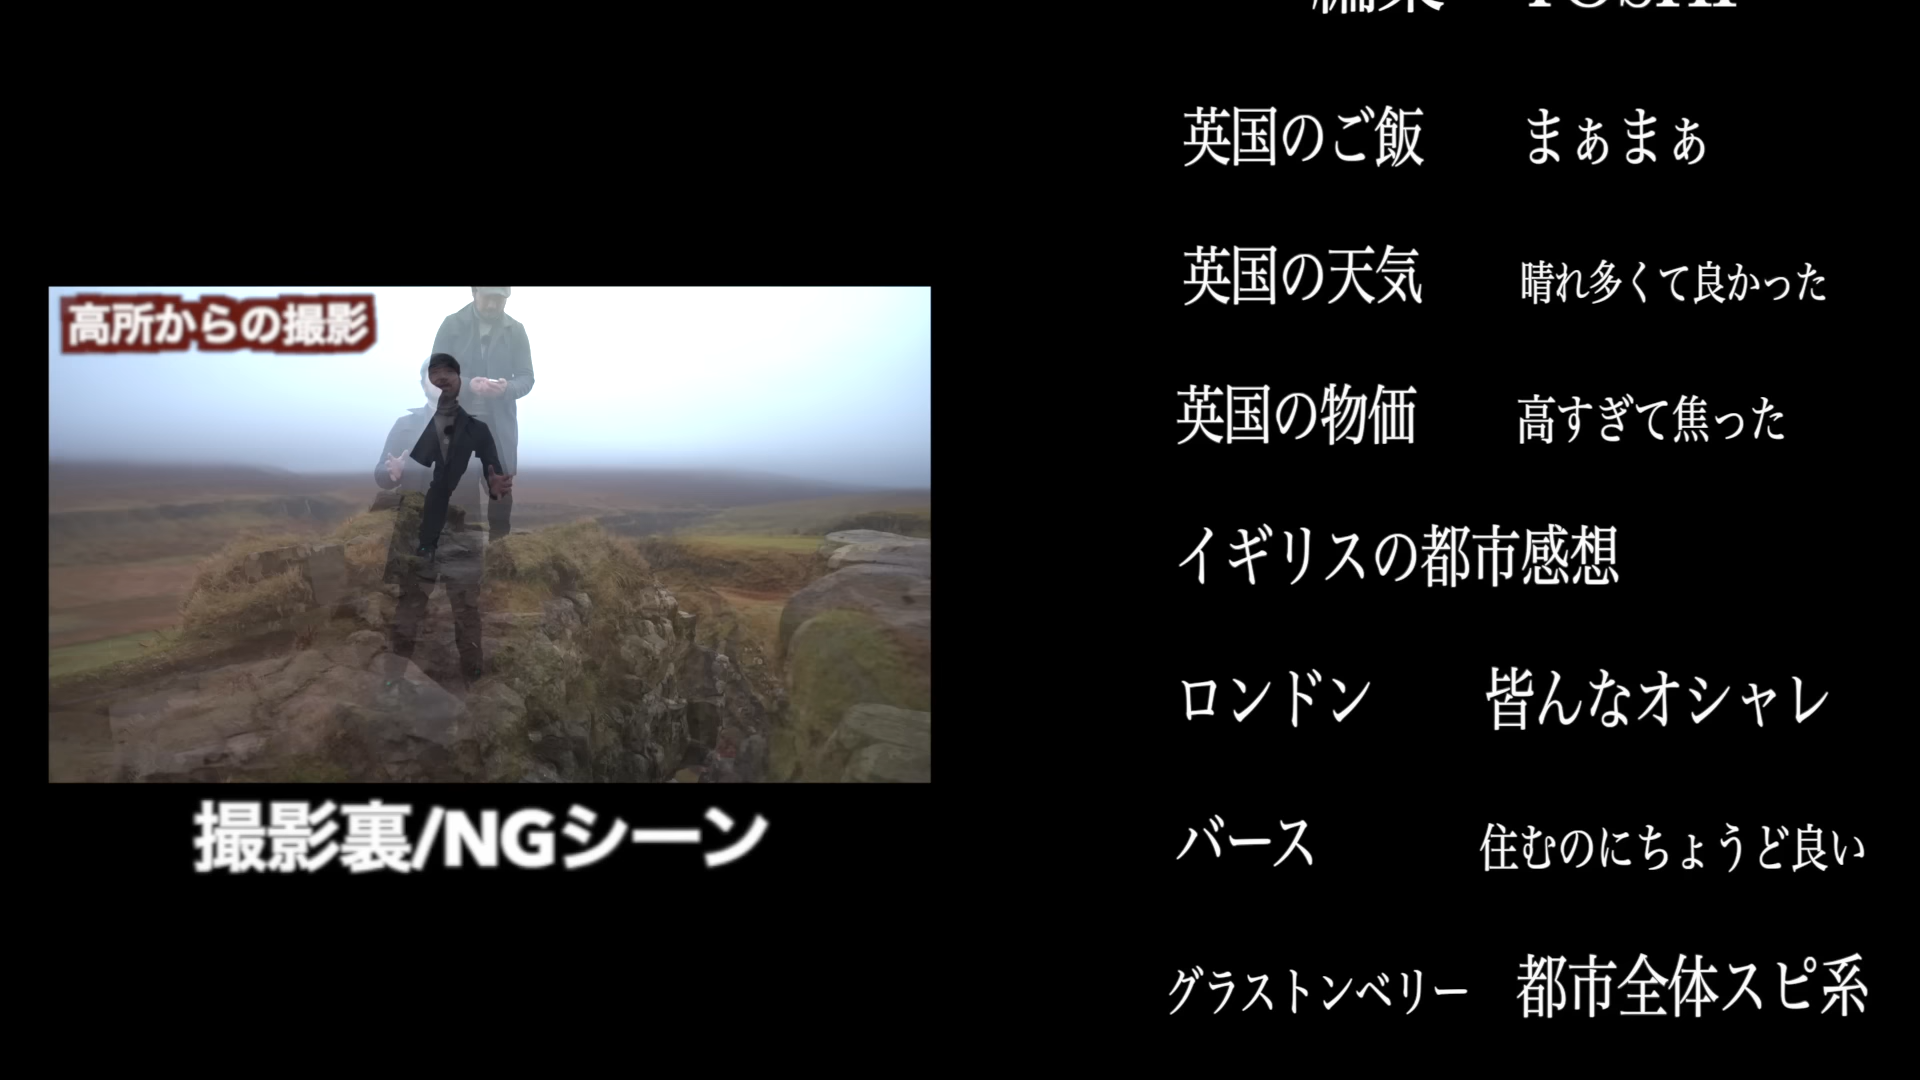 高所からの撮影
撮影裏/NGシーン
英国のご飯 まぁまぁ
英国の天気 晴れ多くて良かった
英国の物価 高すぎて焦った
イギリスの都市感想
ロンドン 皆んなオシャレ
バース 住むのにちょうど良い
グラストンベリー 都市全体スピ系